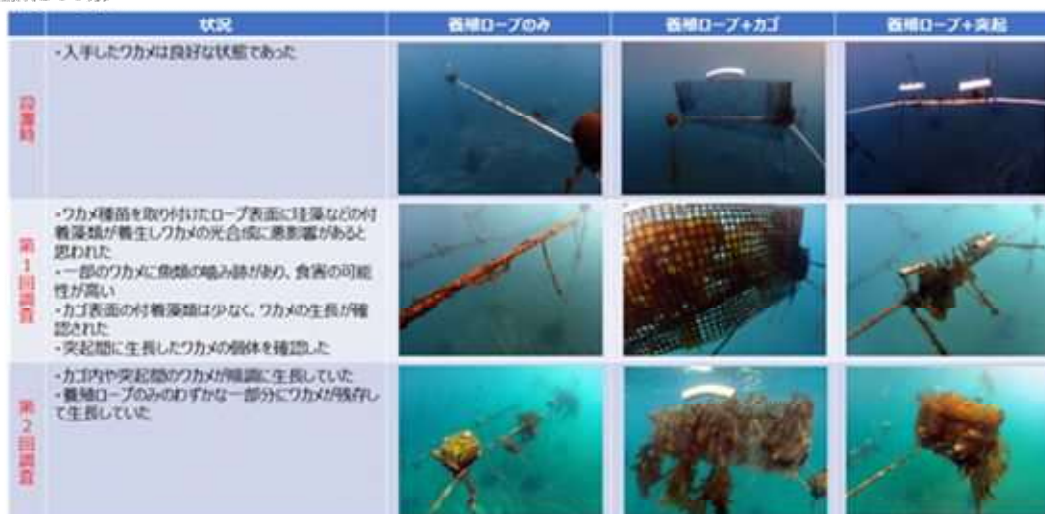 状況
養殖ロープのみ
養殖ロープ+カゴ
養殖ロープ+突起
設置時
・入手したワカメは良好な状態であった
第1回調査
・ワカメ種苗を取り付けたロープ表面に珪藻などの付
着藻類が着生しワカメの光合成に悪影響があると
思われた
・一部のワカメに魚類の噛み跡があり、食害の可能
性が高い
・カゴ表面の付着藻類は少なく、ワカメの生長が確
認された
・突起間に生長したワカメの個体を確認した
第2回調査
・カゴ内や突起間のワカメが順調に生長していた
・養殖ロープのみのわずかな一部分にワカメが残存し
て生長していた